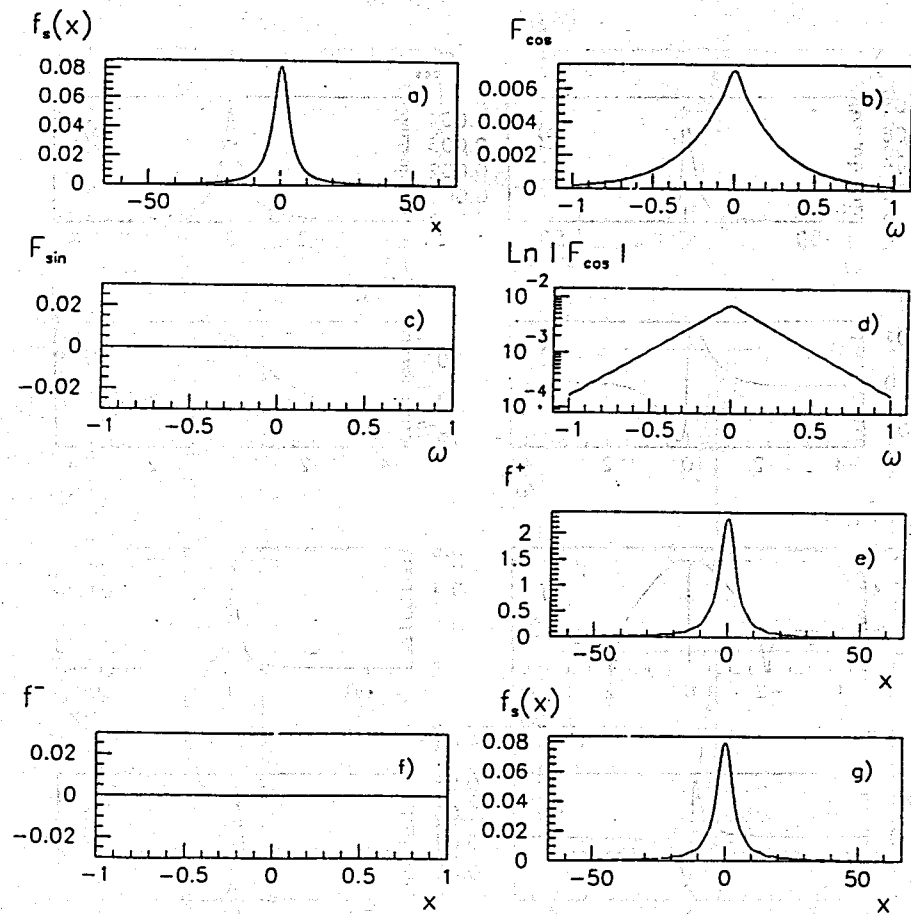 f_s(x)
0.08
0.06
0.04
0.02
0
a)
−50 0 50
x
F_cos
0.006
0.004
0.002
0
b)
−1 −0.5 0 0.5 1
ω
F_sin
0.02
0
−0.02
c)
−1 −0.5 0 0.5 1
ω
Ln | F_cos |
10^-2
10^-3
10^-4
d)
−1 −0.5 0 0.5 1
ω
f^+
2
1.5
1
0.5
0
e)
−50 0 50
x
f^-
0.02
0
−0.02
f)
−1 −0.5 0 0.5 1
x
f_s(x)
0.08
0.06
0.04
0.02
0
g)
−50 0 50
x